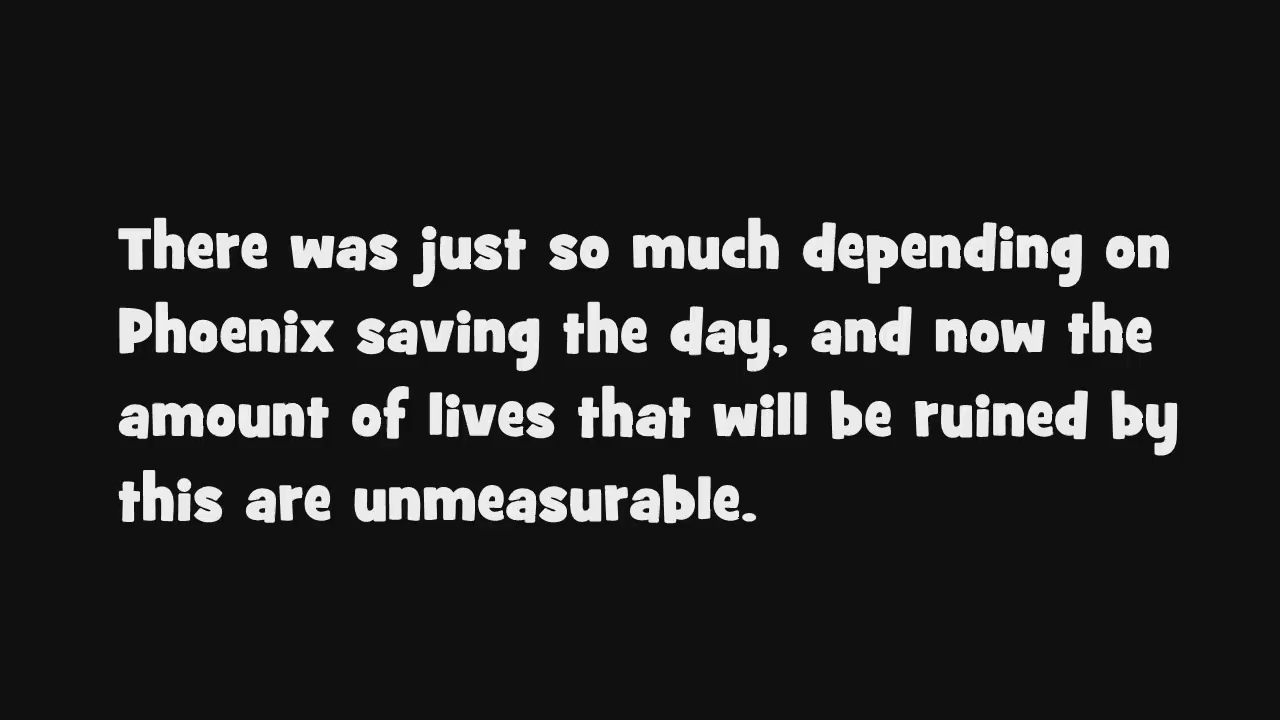 There was just so much depending on
Phoenix saving the day, and now the
amount of lives that will be ruined by
this are unmeasurable.